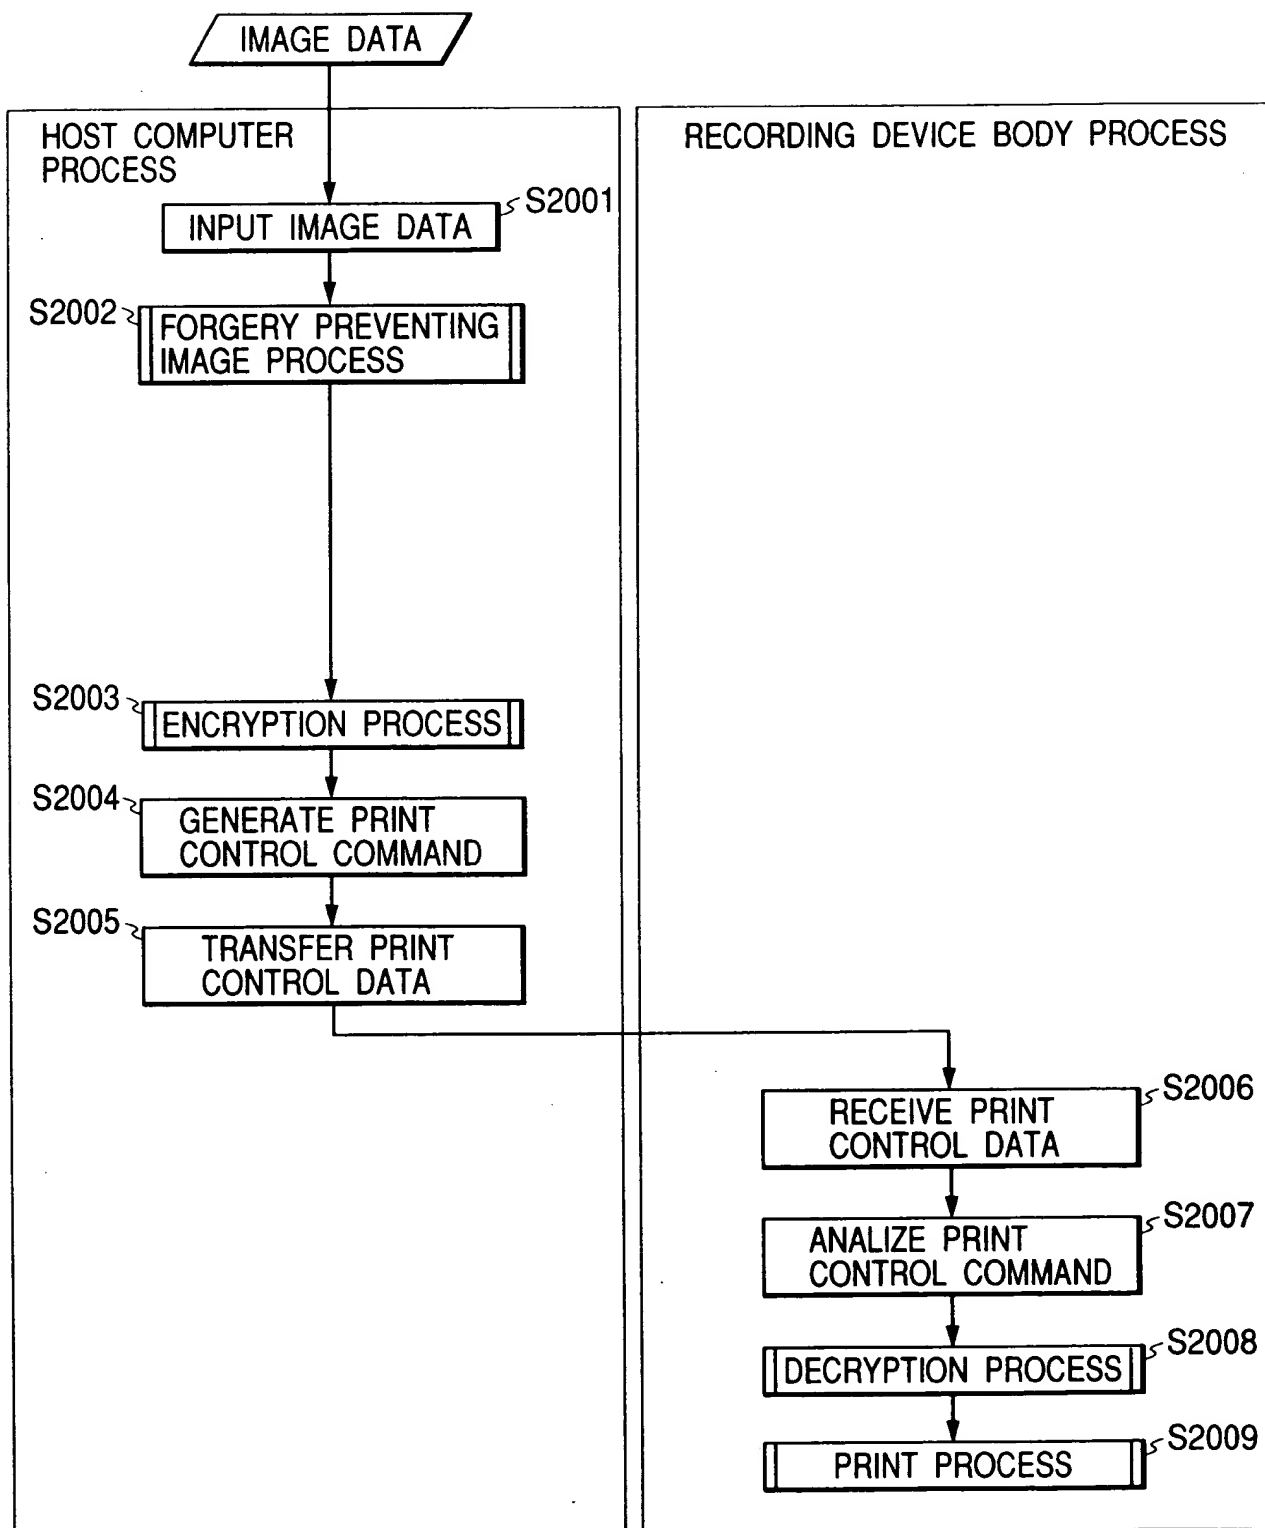 IMAGE DATA
HOST COMPUTER
PROCESS
RECORDING DEVICE BODY PROCESS
S2001
INPUT IMAGE DATA
S2002
FORGERY PREVENTING
IMAGE PROCESS
S2003
ENCRYPTION PROCESS
S2004
GENERATE PRINT
CONTROL COMMAND
S2005
TRANSFER PRINT
CONTROL DATA
S2006
RECEIVE PRINT
CONTROL DATA
S2007
ANALIZE PRINT
CONTROL COMMAND
S2008
DECRYPTION PROCESS
S2009
PRINT PROCESS